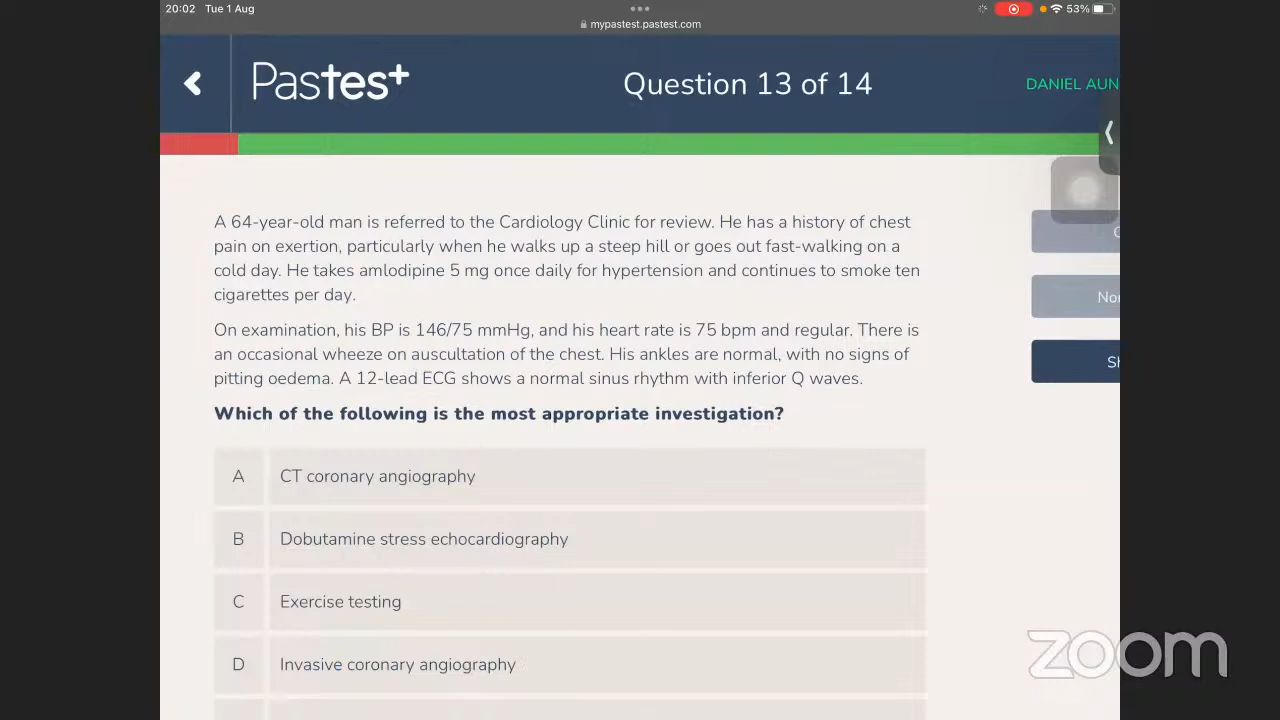 20:02 Tue 1 Aug
53%
mypastest.pastest.com
Pastest
Question 13 of 14
DANIEL AUN
A 64-year-old man is referred to the Cardiology Clinic for review. He has a history of chest
pain on exertion, particularly when he walks up a steep hill or goes out fast-walking on a
cold day. He takes amlodipine 5 mg once daily for hypertension and continues to smoke ten
cigarettes per day.
On examination, his BP is 146/75 mmHg, and his heart rate is 75 bpm and regular. There is
an occasional wheeze on auscultation of the chest. His ankles are normal, with no signs of
pitting oedema. A 12-lead ECG shows a normal sinus rhythm with inferior Q waves.
Which of the following is the most appropriate investigation?
A CT coronary angiography
B Dobutamine stress echocardiography
C Exercise testing
D Invasive coronary angiography
zoom